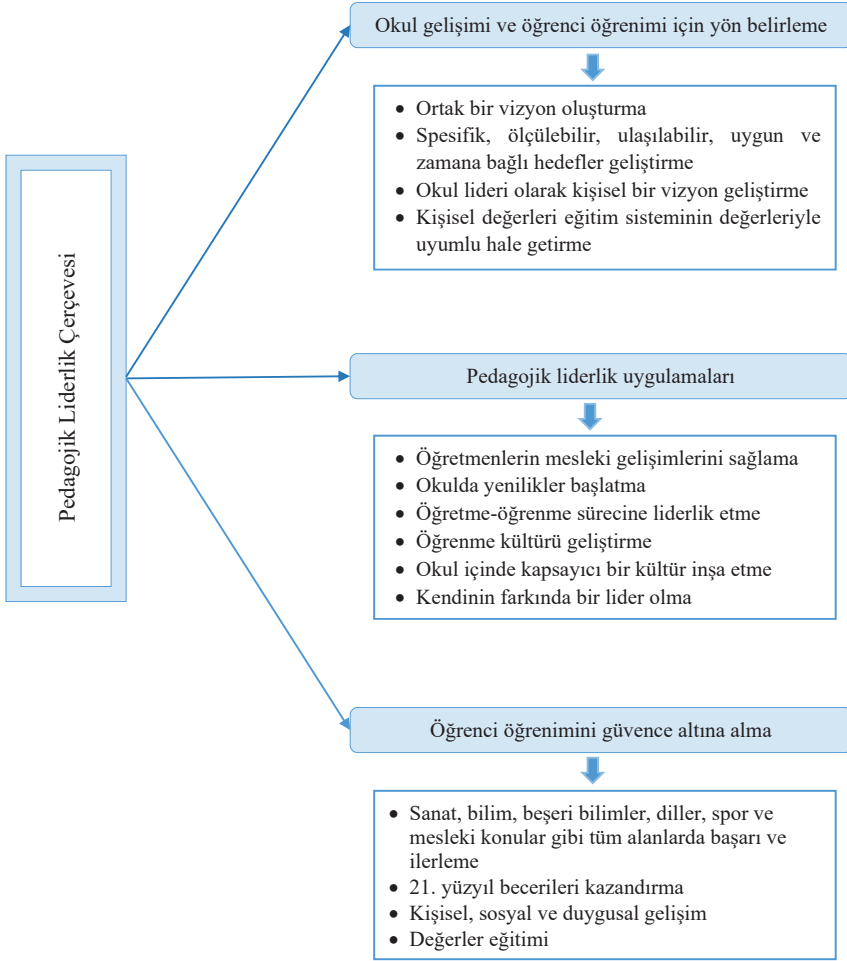 Pedagojik Liderlik Çerçevesi
Okul gelişimi ve öğrenci öğrenimi için yön belirleme
• Ortak bir vizyon oluşturma
• Spesifik, ölçülebilir, ulaşılabilir, uygun ve
zamana bağlı hedefler geliştirme
• Okul lideri olarak kişisel bir vizyon geliştirme
• Kişisel değerleri eğitim sisteminin değerleriyle
uyumlu hale getirme
Pedagojik liderlik uygulamaları
• Öğretmenlerin mesleki gelişimlerini sağlama
• Okulda yenilikler başlatma
• Öğretme-öğrenme sürecine liderlik etme
• Öğrenme kültürü geliştirme
• Okul içinde kapsayıcı bir kültür inşa etme
• Kendinin farkında bir lider olma
Öğrenci öğrenimini güvence altına alma
• Sanat, bilim, beşeri bilimler, diller, spor ve
mesleki konular gibi tüm alanlarda başarı ve
ilerleme
• 21. yüzyıl becerileri kazandırma
• Kişisel, sosyal ve duygusal gelişim
• Değerler eğitimi